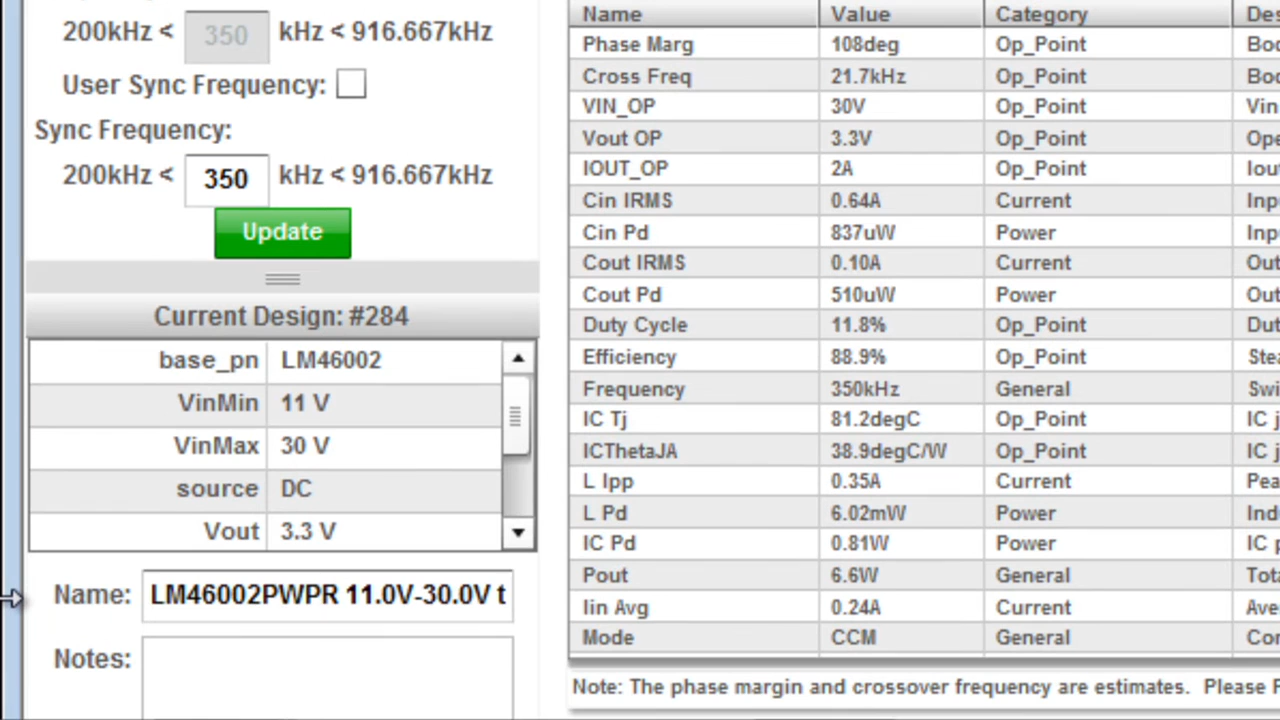 200kHz < 350 kHz < 916.667kHz
User Sync Frequency:
Sync Frequency:
200kHz < 350 kHz < 916.667kHz
Update
Current Design: #284
base_pn LM46002
VinMin 11 V
VinMax 30 V
source DC
Vout 3.3 V
Name: LM46002PWPR 11.0V-30.0V t
Notes:
Name Value Category
Phase Marg 108deg Op_Point
Cross Freq 21.7kHz Op_Point
VIN_OP 30V Op_Point Vin
Vout OP 3.3V Op_Point
IOUT_OP 2A Op_Point
Cin IRMS 0.64A Current
Cin Pd 837uW Power
Cout IRMS 0.10A Current
Cout Pd 510uW Power
Duty Cycle 11.8% Op_Point
Efficiency 88.9% Op_Point
Frequency 350kHz General
IC Tj 81.2degC Op_Point IC j
ICThetaJA 38.9degC/W Op_Point IC j
L Ipp 0.35A Current
L Pd 6.02mW Power
IC Pd 0.81W Power IC p
Pout 6.6W General
Iin Avg 0.24A Current
Mode CCM General
Note: The phase margin and crossover frequency are estimates. Please